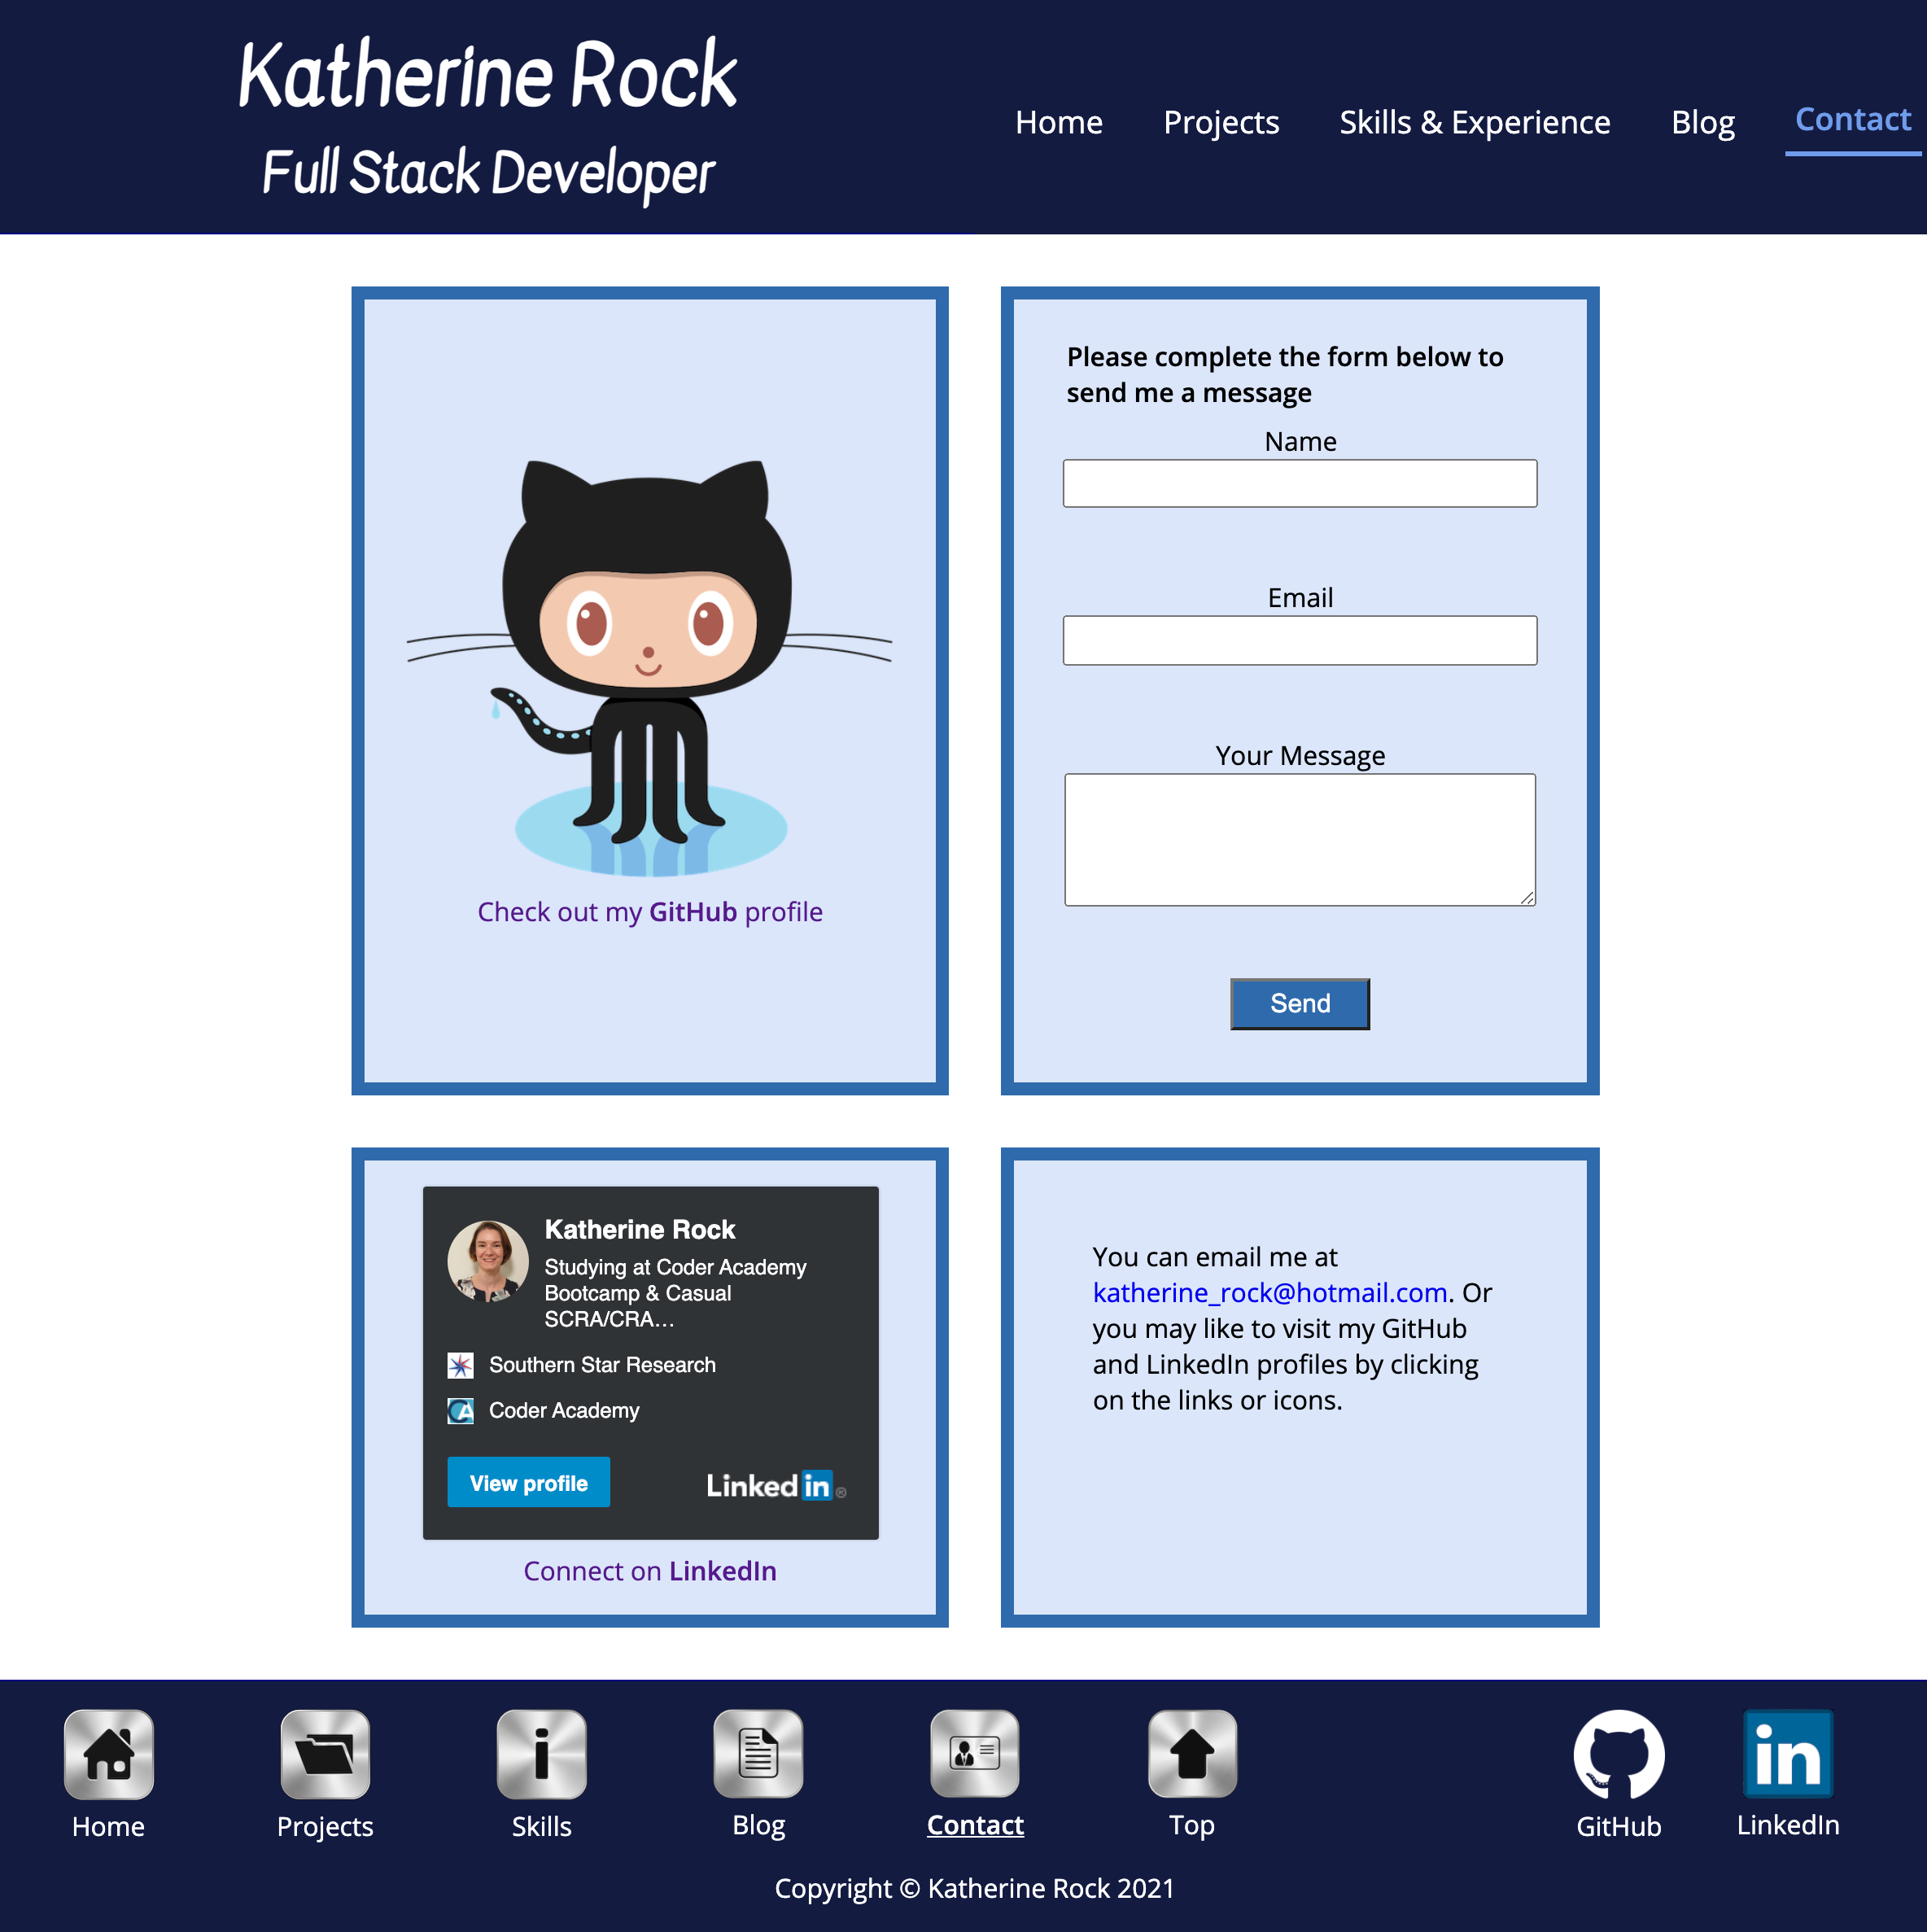 Katherine Rock
Full Stack Developer
Home
Projects
Skills & Experience
Blog
Contact
Check out my GitHub profile
Please complete the form below to
send me a message
Name
Email
Your Message
Send
Katherine Rock
Studying at Coder Academy
Bootcamp & Casual
SCRA/CRA...
Southern Star Research
CA
Coder Academy
View profile
Linked in ®
Connect on LinkedIn
You can email me at
katherine_rock@hotmail.com. Or
you may like to visit my GitHub
and LinkedIn profiles by clicking
on the links or icons.
i
in
Home
Projects
Skills
Blog
Contact
Top
GitHub
LinkedIn
Copyright © Katherine Rock 2021